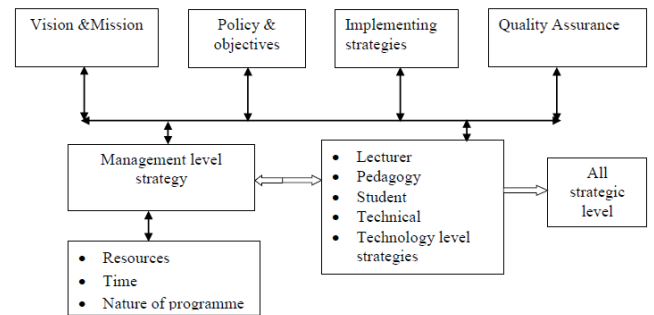 Vision &Mission
Policy &
objectives
Implementing
strategies
Quality Assurance
Management level
strategy
• Lecturer
• Pedagogy
• Student
• Technical
• Technology level
strategies
All
strategic
level
• Resources
• Time
• Nature of programme